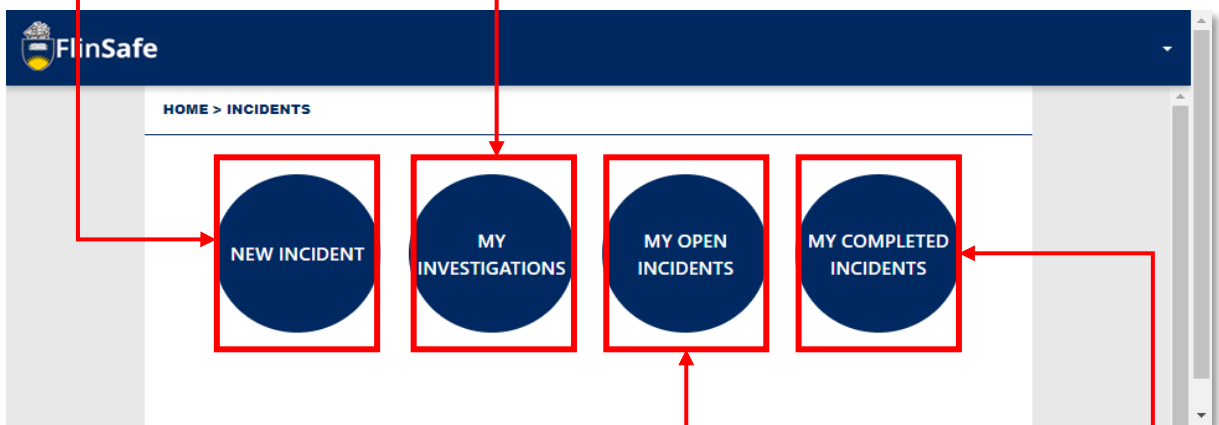 FlinSafe
HOME > INCIDENTS
NEW INCIDENT
MY
INVESTIGATIONS
MY OPEN
INCIDENTS
MY COMPLETED
INCIDENTS